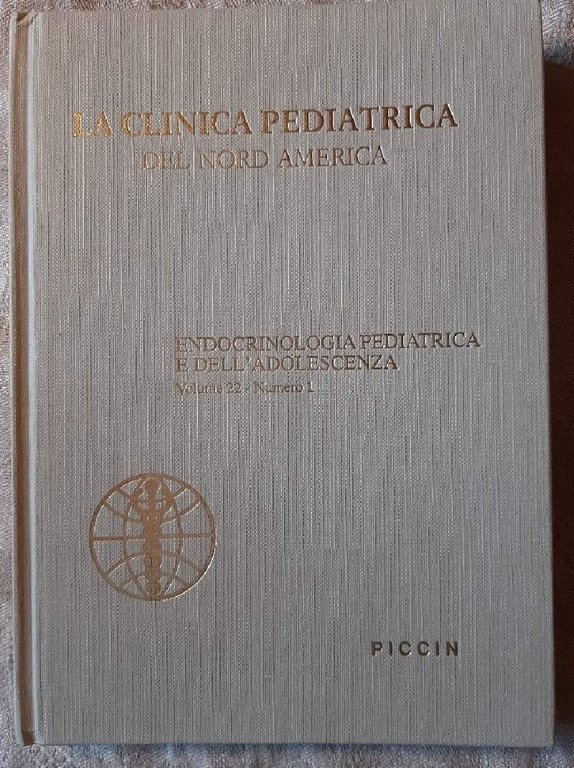 LA CLINICA PEDIATRICA
DEL NORD AMERICA
ENDOCRINOLOGIA PEDIATRICA
E DELL'ADOLESCENZA
Volume 22 - Numero 1
PICCIN